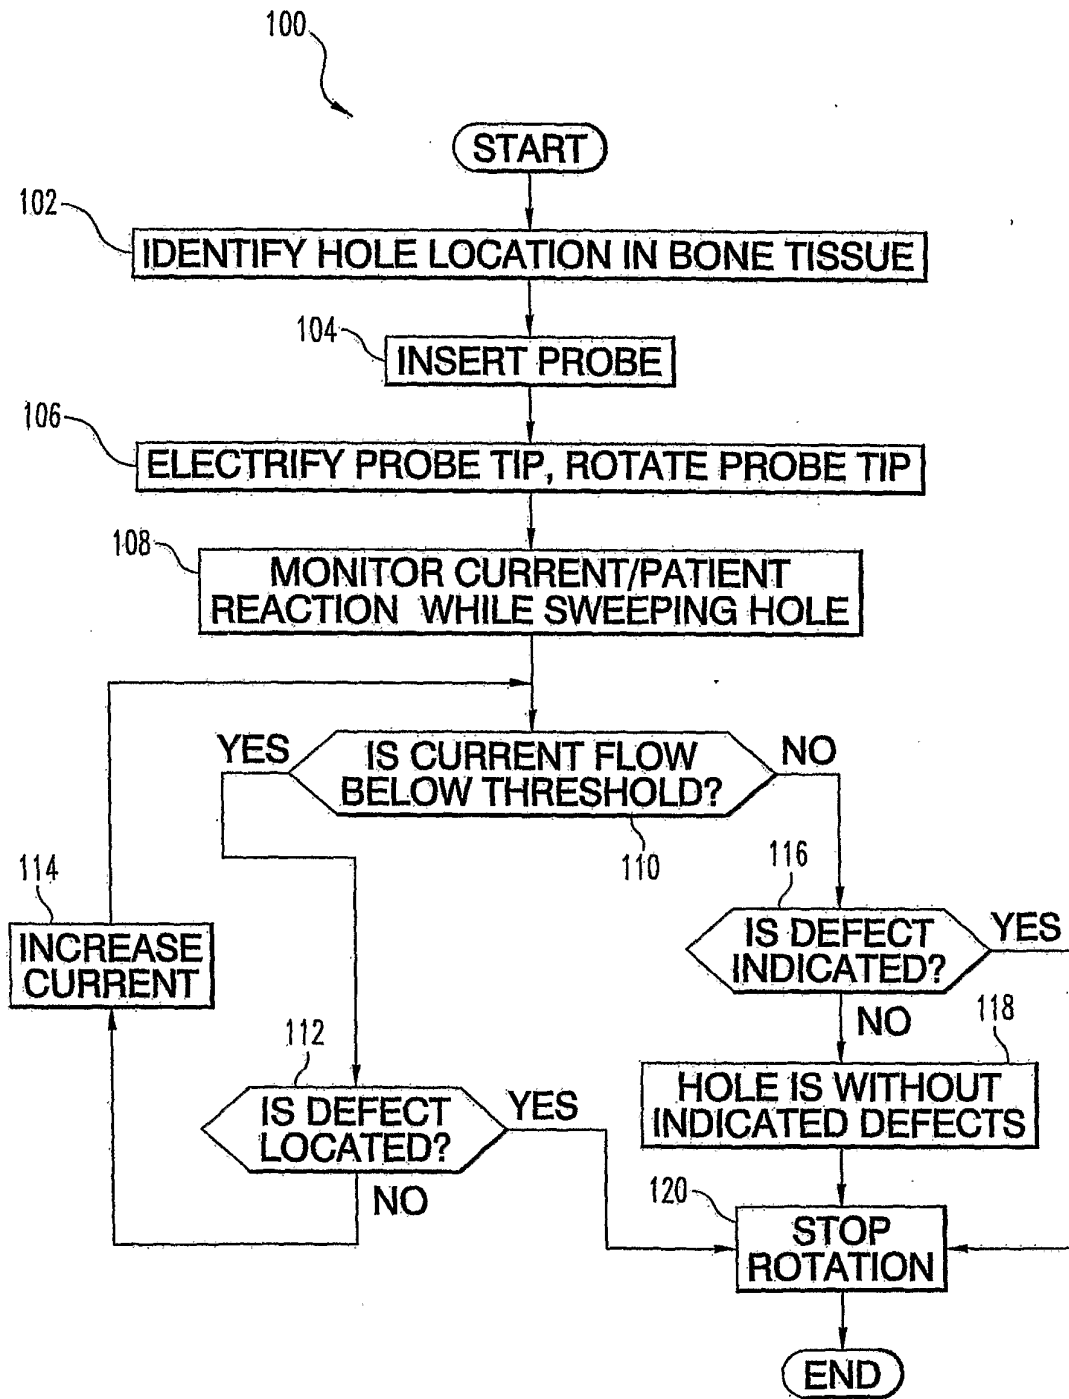 100
START
102
IDENTIFY HOLE LOCATION IN BONE TISSUE
104
INSERT PROBE
106
ELECTRIFY PROBE TIP, ROTATE PROBE TIP
108
MONITOR CURRENT/PATIENT
REACTION WHILE SWEEPING HOLE
YES
IS CURRENT FLOW
BELOW THRESHOLD?
NO
110
114
INCREASE
CURRENT
116
IS DEFECT
INDICATED?
YES
NO
112
IS DEFECT
LOCATED?
YES
NO
118
HOLE IS WITHOUT
INDICATED DEFECTS
120
STOP
ROTATION
END